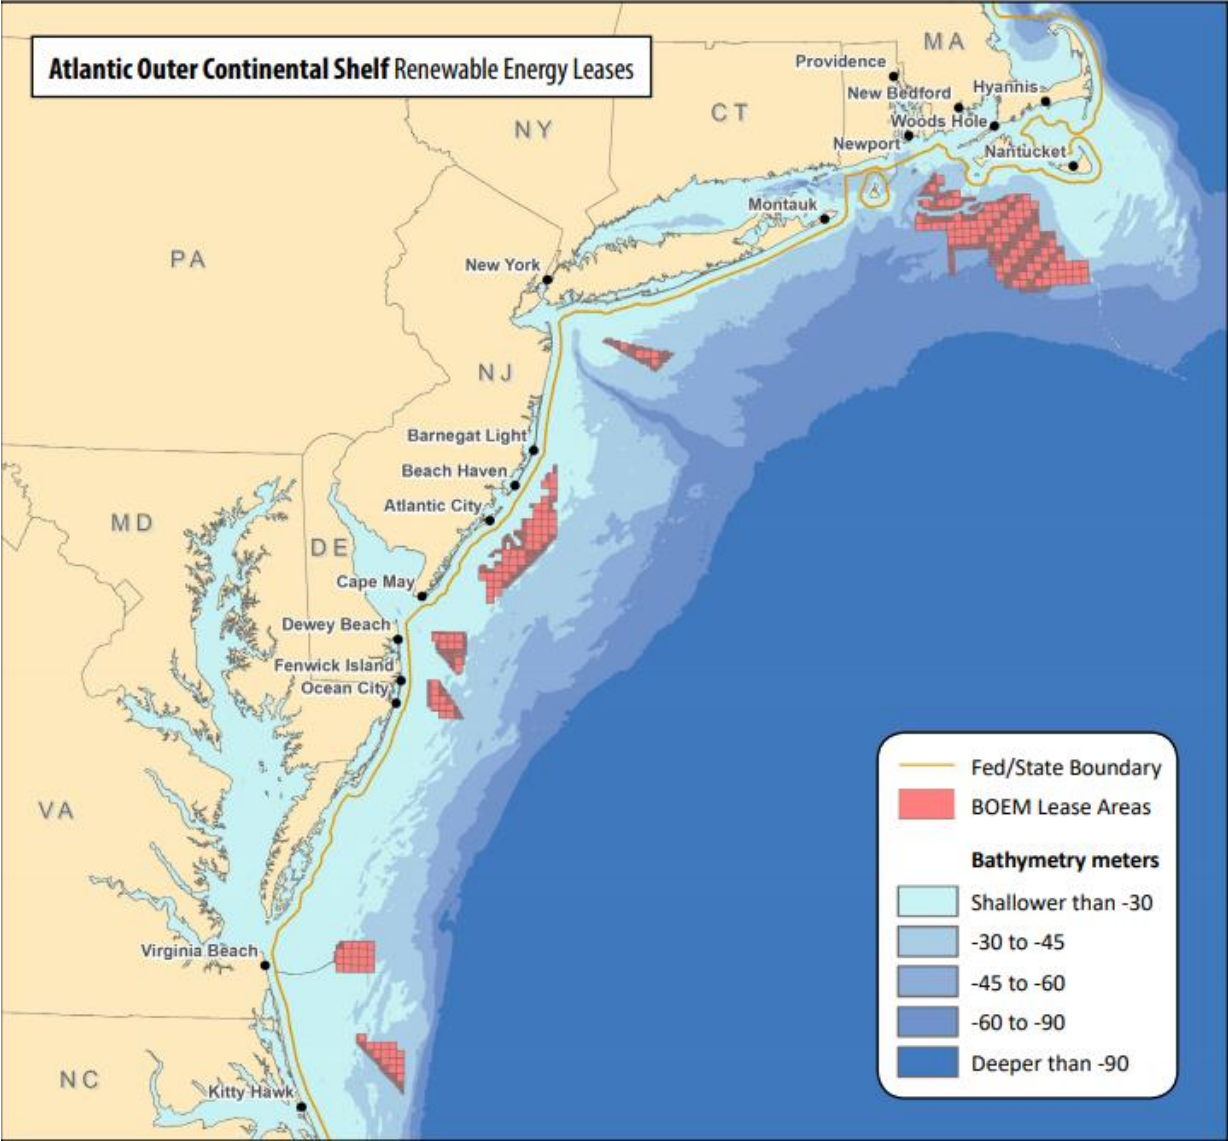 Atlantic Outer Continental Shelf Renewable Energy Leases
MA
Providence
New Bedford
Hyannis
CT
NY
Woods Hole
Newport
Nantucket
Montauk
PA
New York
NJ
Barnegat Light
Beach Haven
Atlantic City
MD
DE
Cape May
Dewey Beach
Fenwick Island
Ocean City
VA
Virginia Beach
NC
Kitty Hawk
Fed/State Boundary
BOEM Lease Areas
Bathymetry meters
Shallower than -30
-30 to -45
-45 to -60
-60 to -90
Deeper than -90